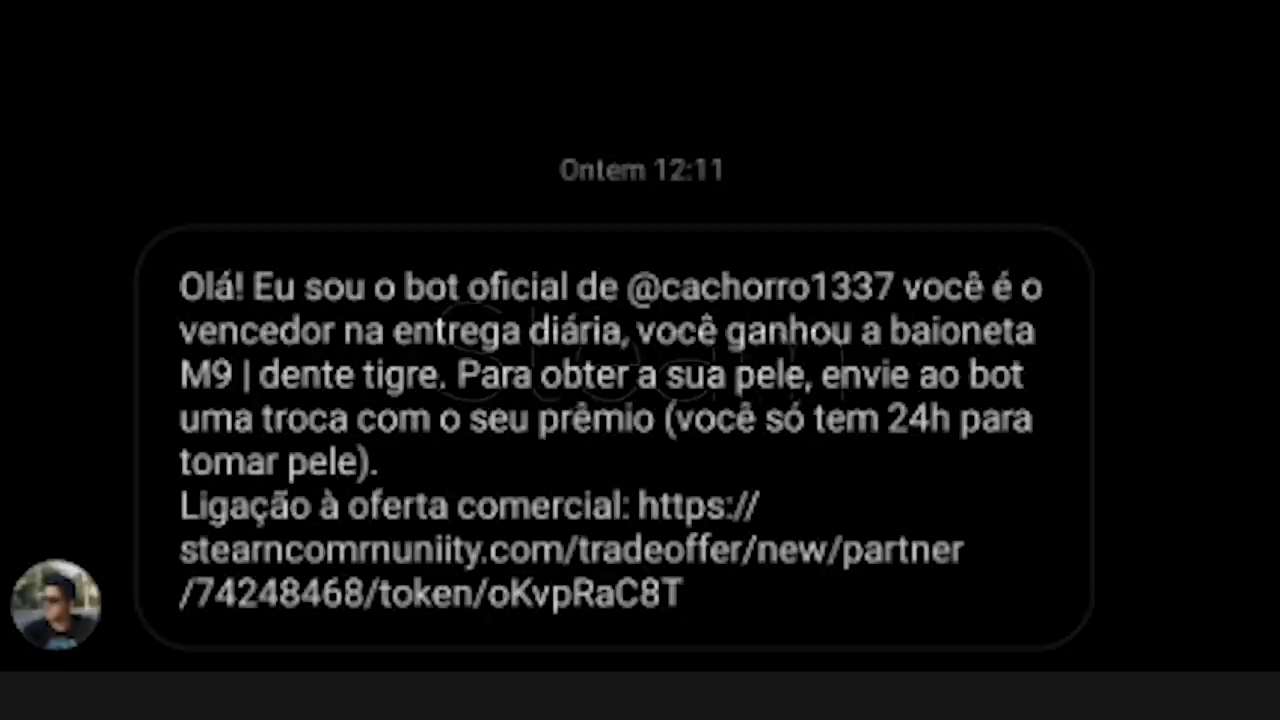 Ontem 12:11
Olá! Eu sou o bot oficial de @cachorro1337 você é o
vencedor na entrega diária, você ganhou a baioneta
M9 | dente tigre. Para obter a sua pele, envie ao bot
uma troca com o seu prêmio (você só tem 24h para
tomar pele).
Ligação à oferta comercial: https://
stearncomrnuniity.com/tradeoffer/new/partner
/74248468/token/oKvpRaC8T
Steam